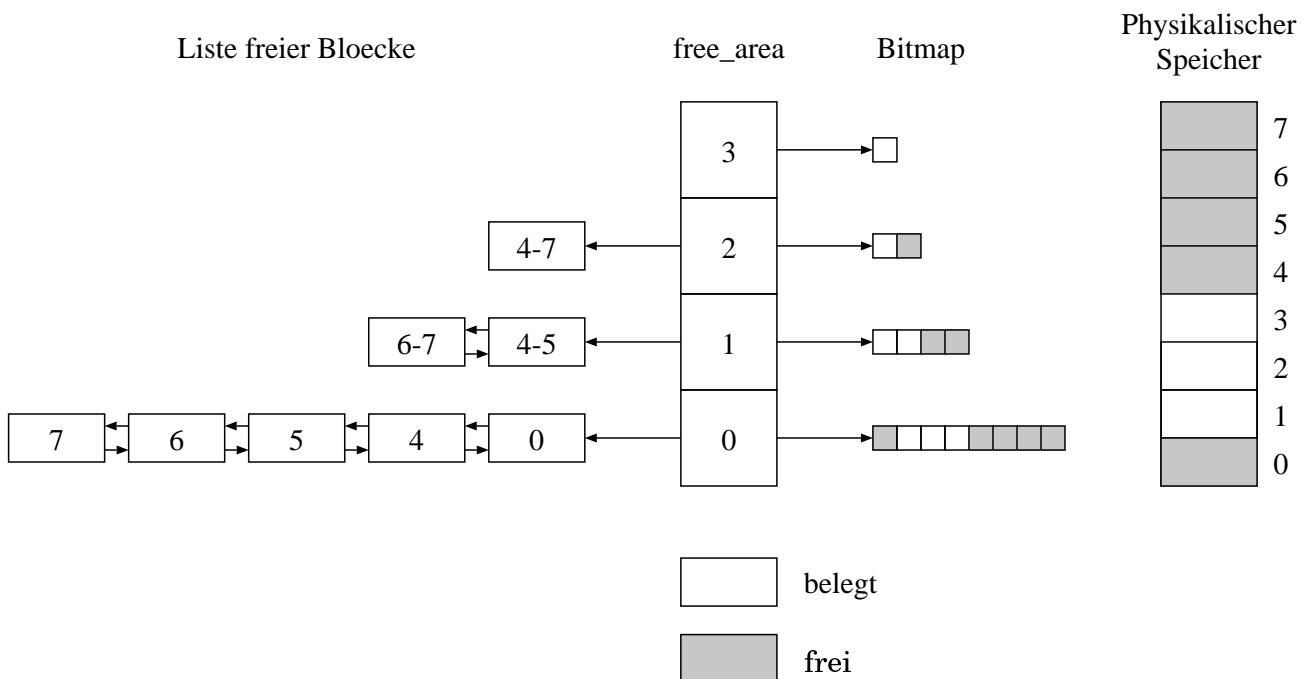 Liste freier Bloecke
free_area
Bitmap
Physikalischer
Speicher
3
4-7
2
6-7
4-5
1
7
6
5
4
0
0
7
6
5
4
3
2
1
0
belegt
frei